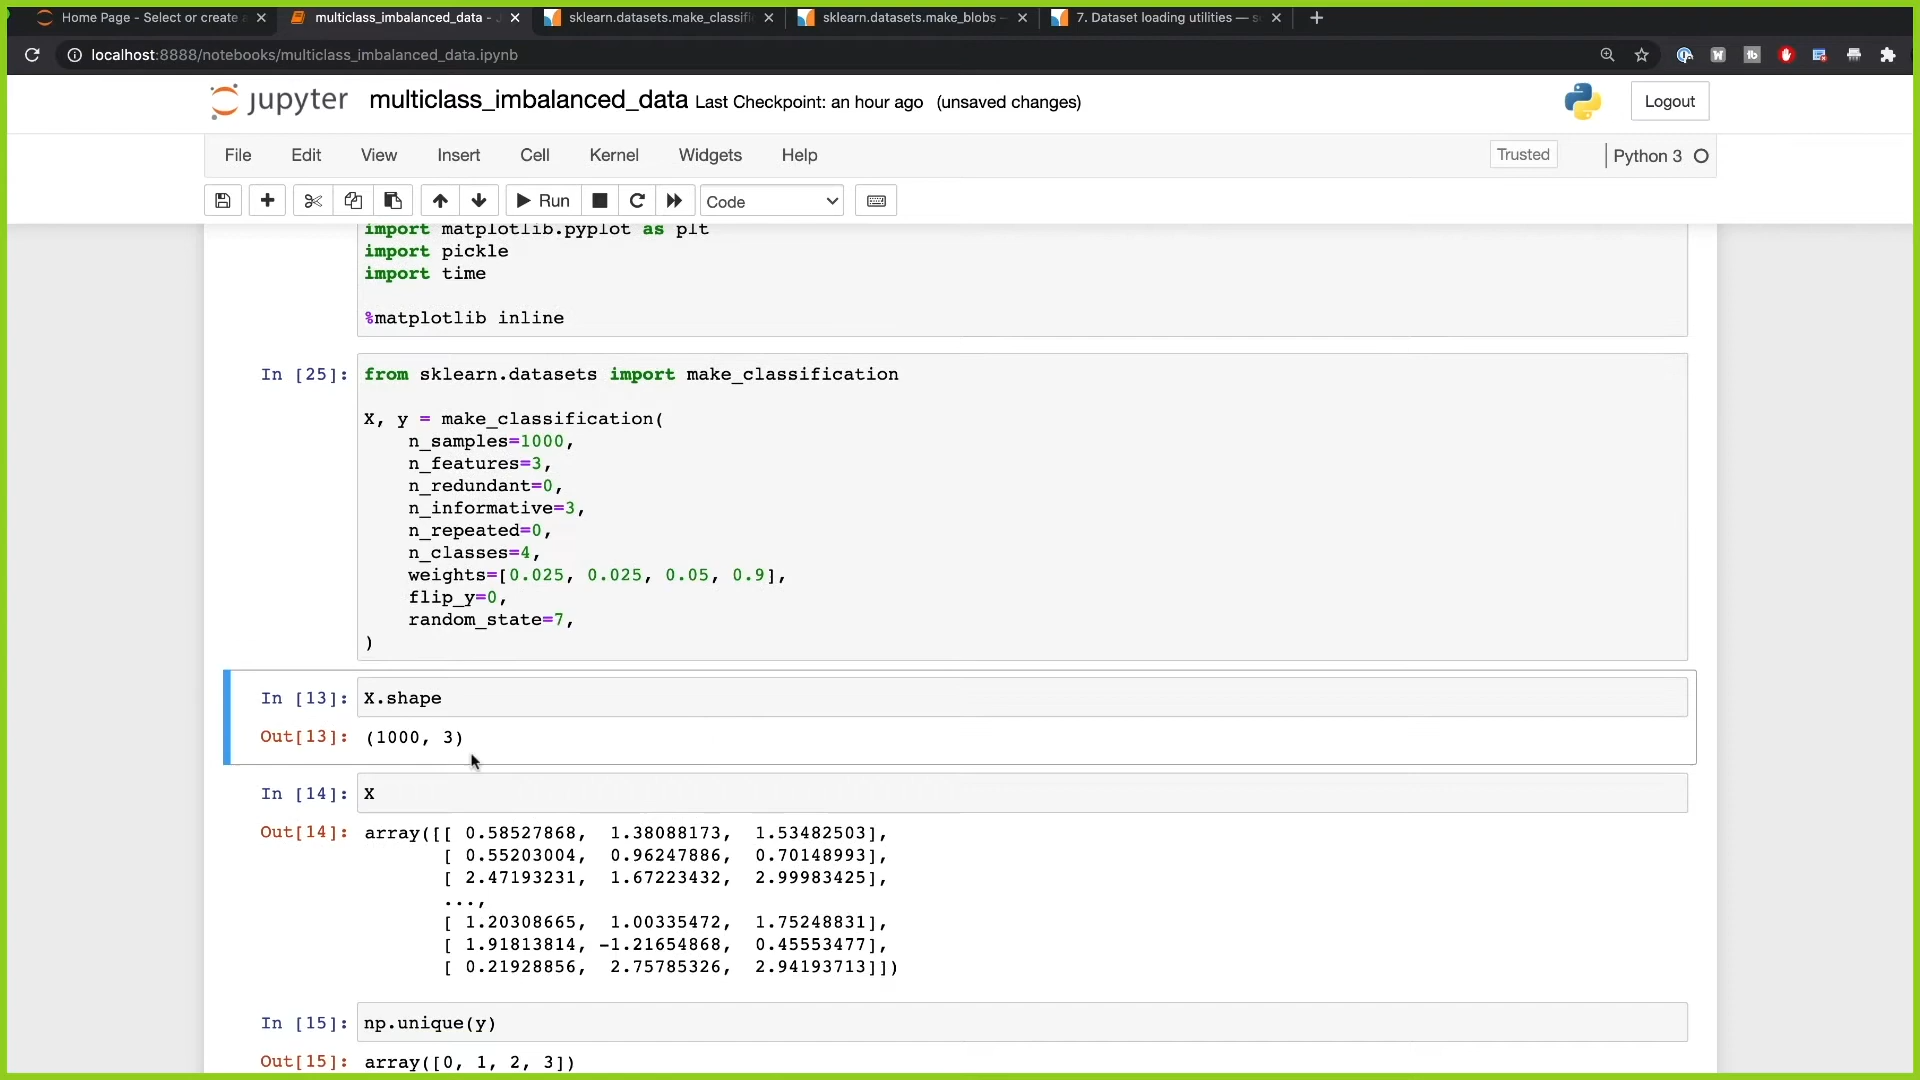 Home Page - Select or create a
multiclass_imbalanced_data - J
sklearn.datasets.make_classifi
sklearn.datasets.make_blobs -
7. Dataset loading utilities — s
localhost:8888/notebooks/multiclass_imbalanced_data.ipynb
jupyter multiclass_imbalanced_data Last Checkpoint: an hour ago (unsaved changes) Logout
File Edit View Insert Cell Kernel Widgets Help Trusted Python 3
Run Code
import matplotlib.pyplot as plt
import pickle
import time
%matplotlib inline
In [25]: from sklearn.datasets import make_classification
X, y = make_classification(
n_samples=1000,
n_features=3,
n_redundant=0,
n_informative=3,
n_repeated=0,
n_classes=4,
weights=[0.025, 0.025, 0.05, 0.9],
flip_y=0,
random_state=7,
)
In [13]: X.shape
Out[13]: (1000, 3)
In [14]: X
Out[14]: array([[ 0.58527868, 1.38088173, 1.53482503],
[ 0.55203004, 0.96247886, 0.70148993],
[ 2.47193231, 1.67223432, 2.99983425],
...,
[ 1.20308665, 1.00335472, 1.75248831],
[ 1.91813814, -1.21654868, 0.45553477],
[ 0.21928856, 2.75785326, 2.94193713]])
In [15]: np.unique(y)
Out[15]: array([0, 1, 2, 3])